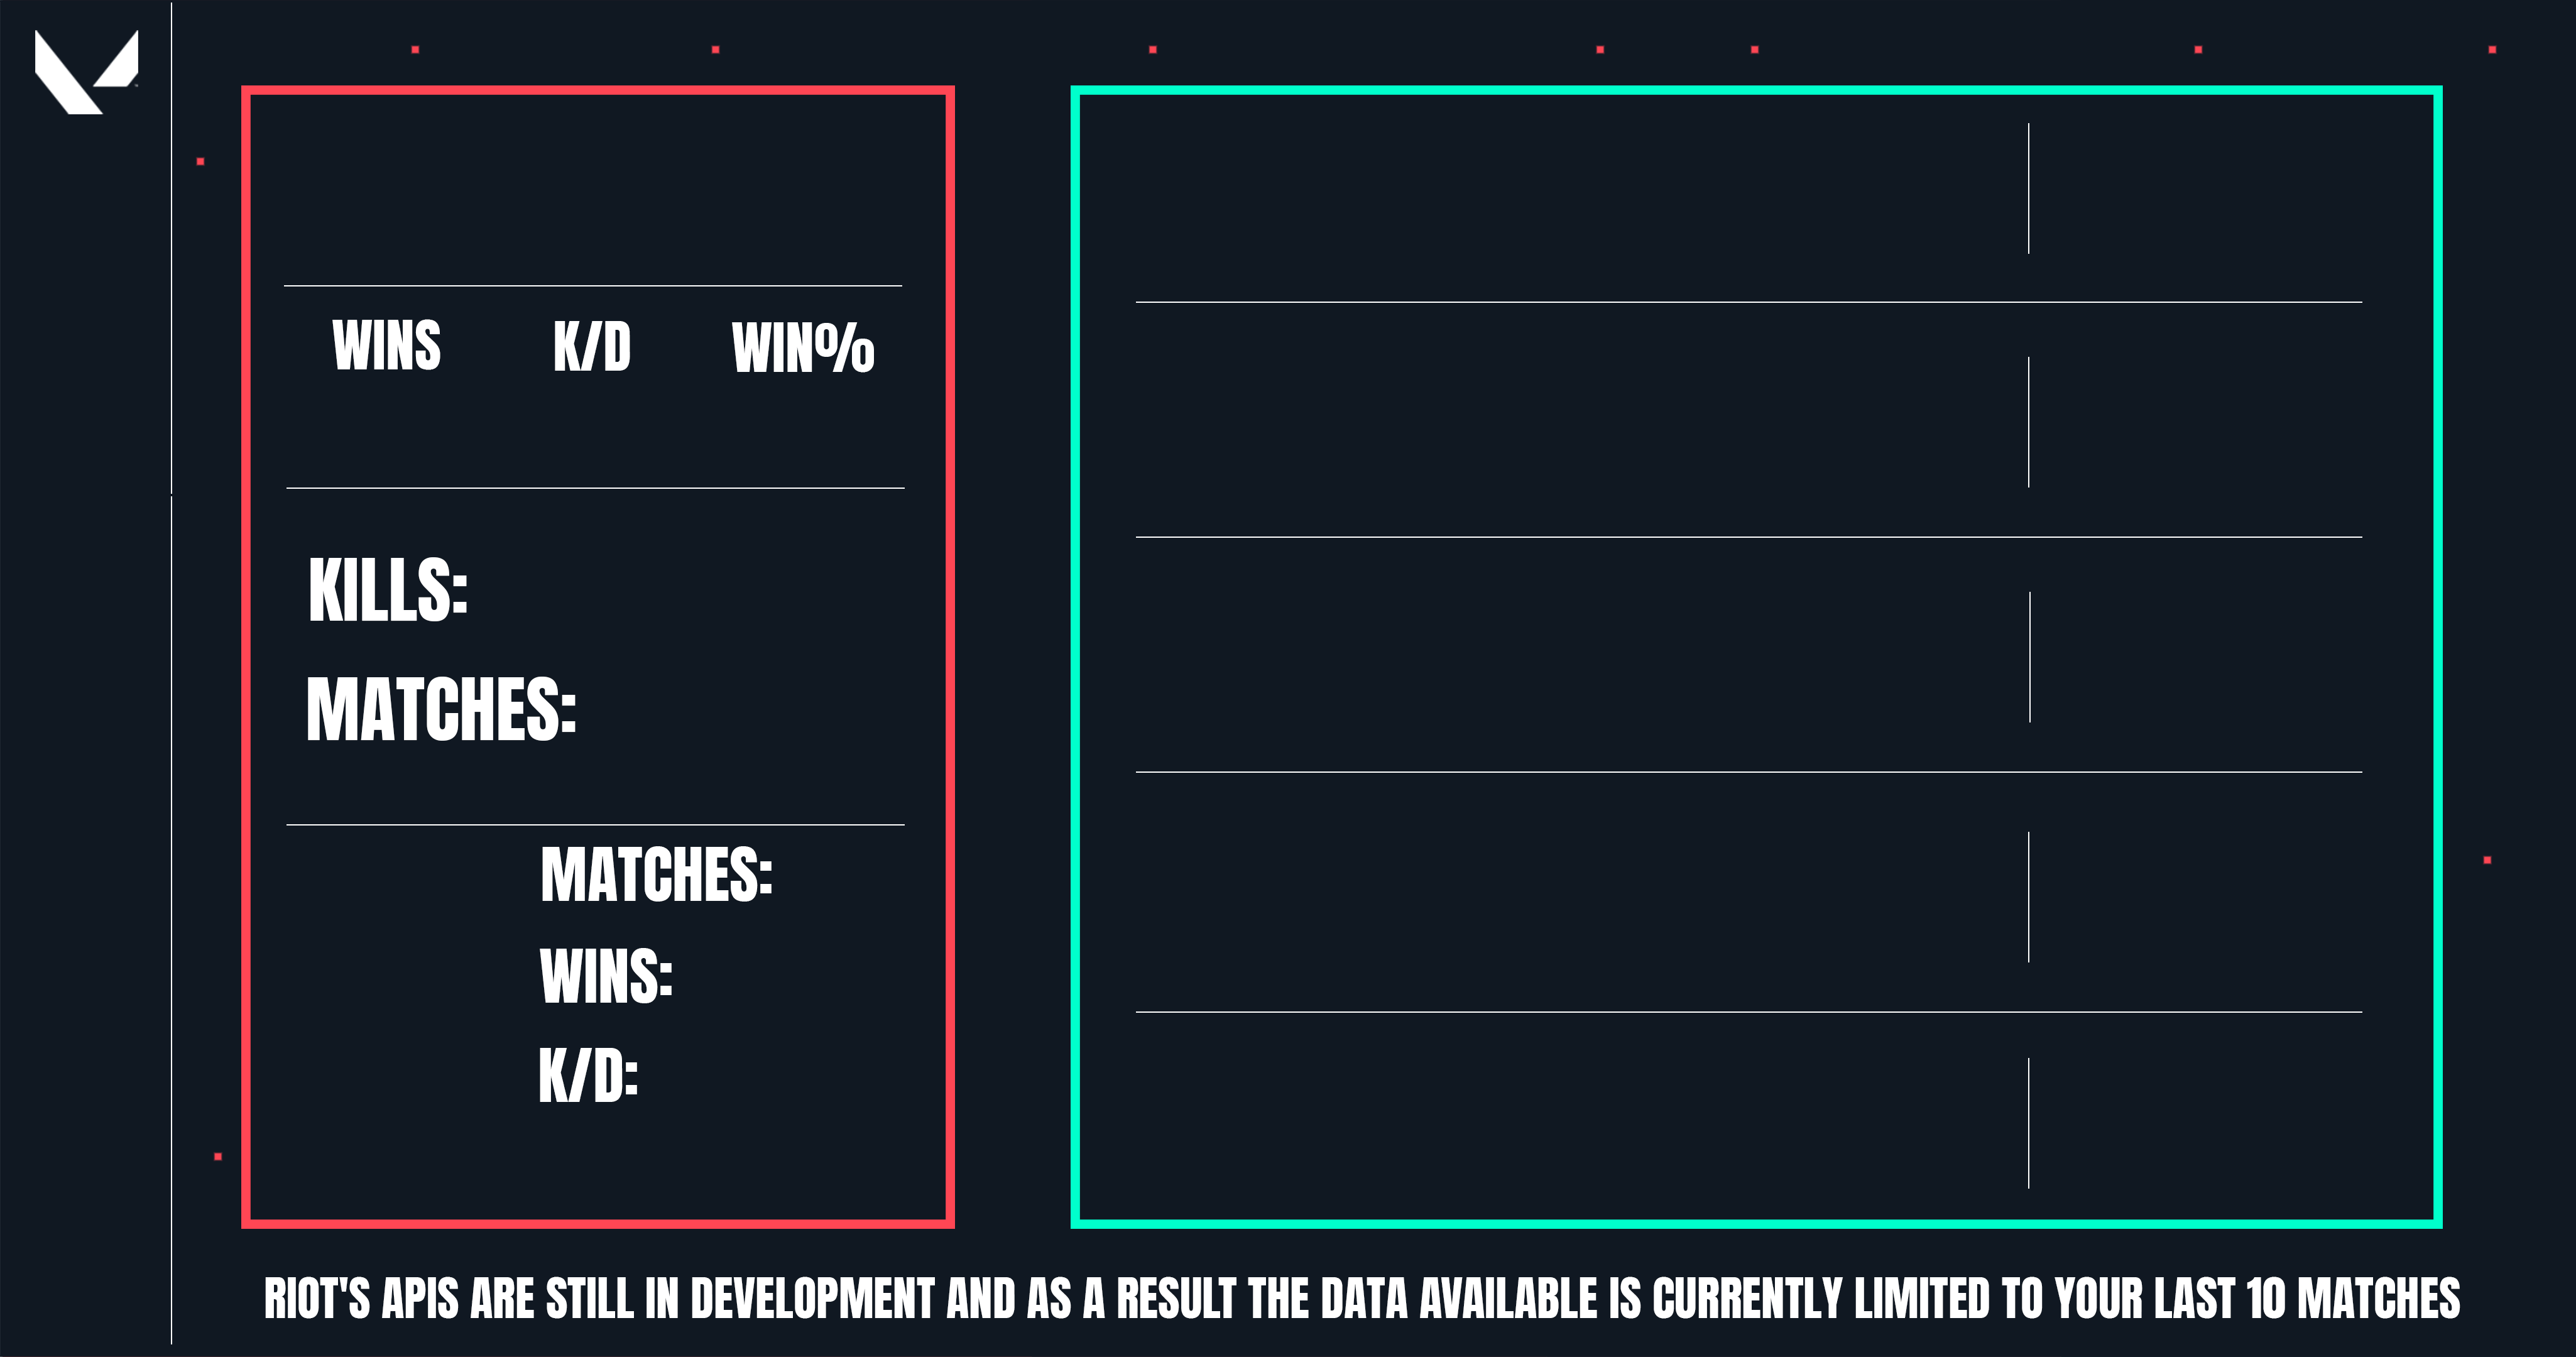 WINS K/D WIN%
KILLS:
MATCHES:
MATCHES:
WINS:
K/D:
RIOT'S APIS ARE STILL IN DEVELOPMENT AND AS A RESULT THE DATA AVAILABLE IS CURRENTLY LIMITED TO YOUR LAST 10 MATCHES